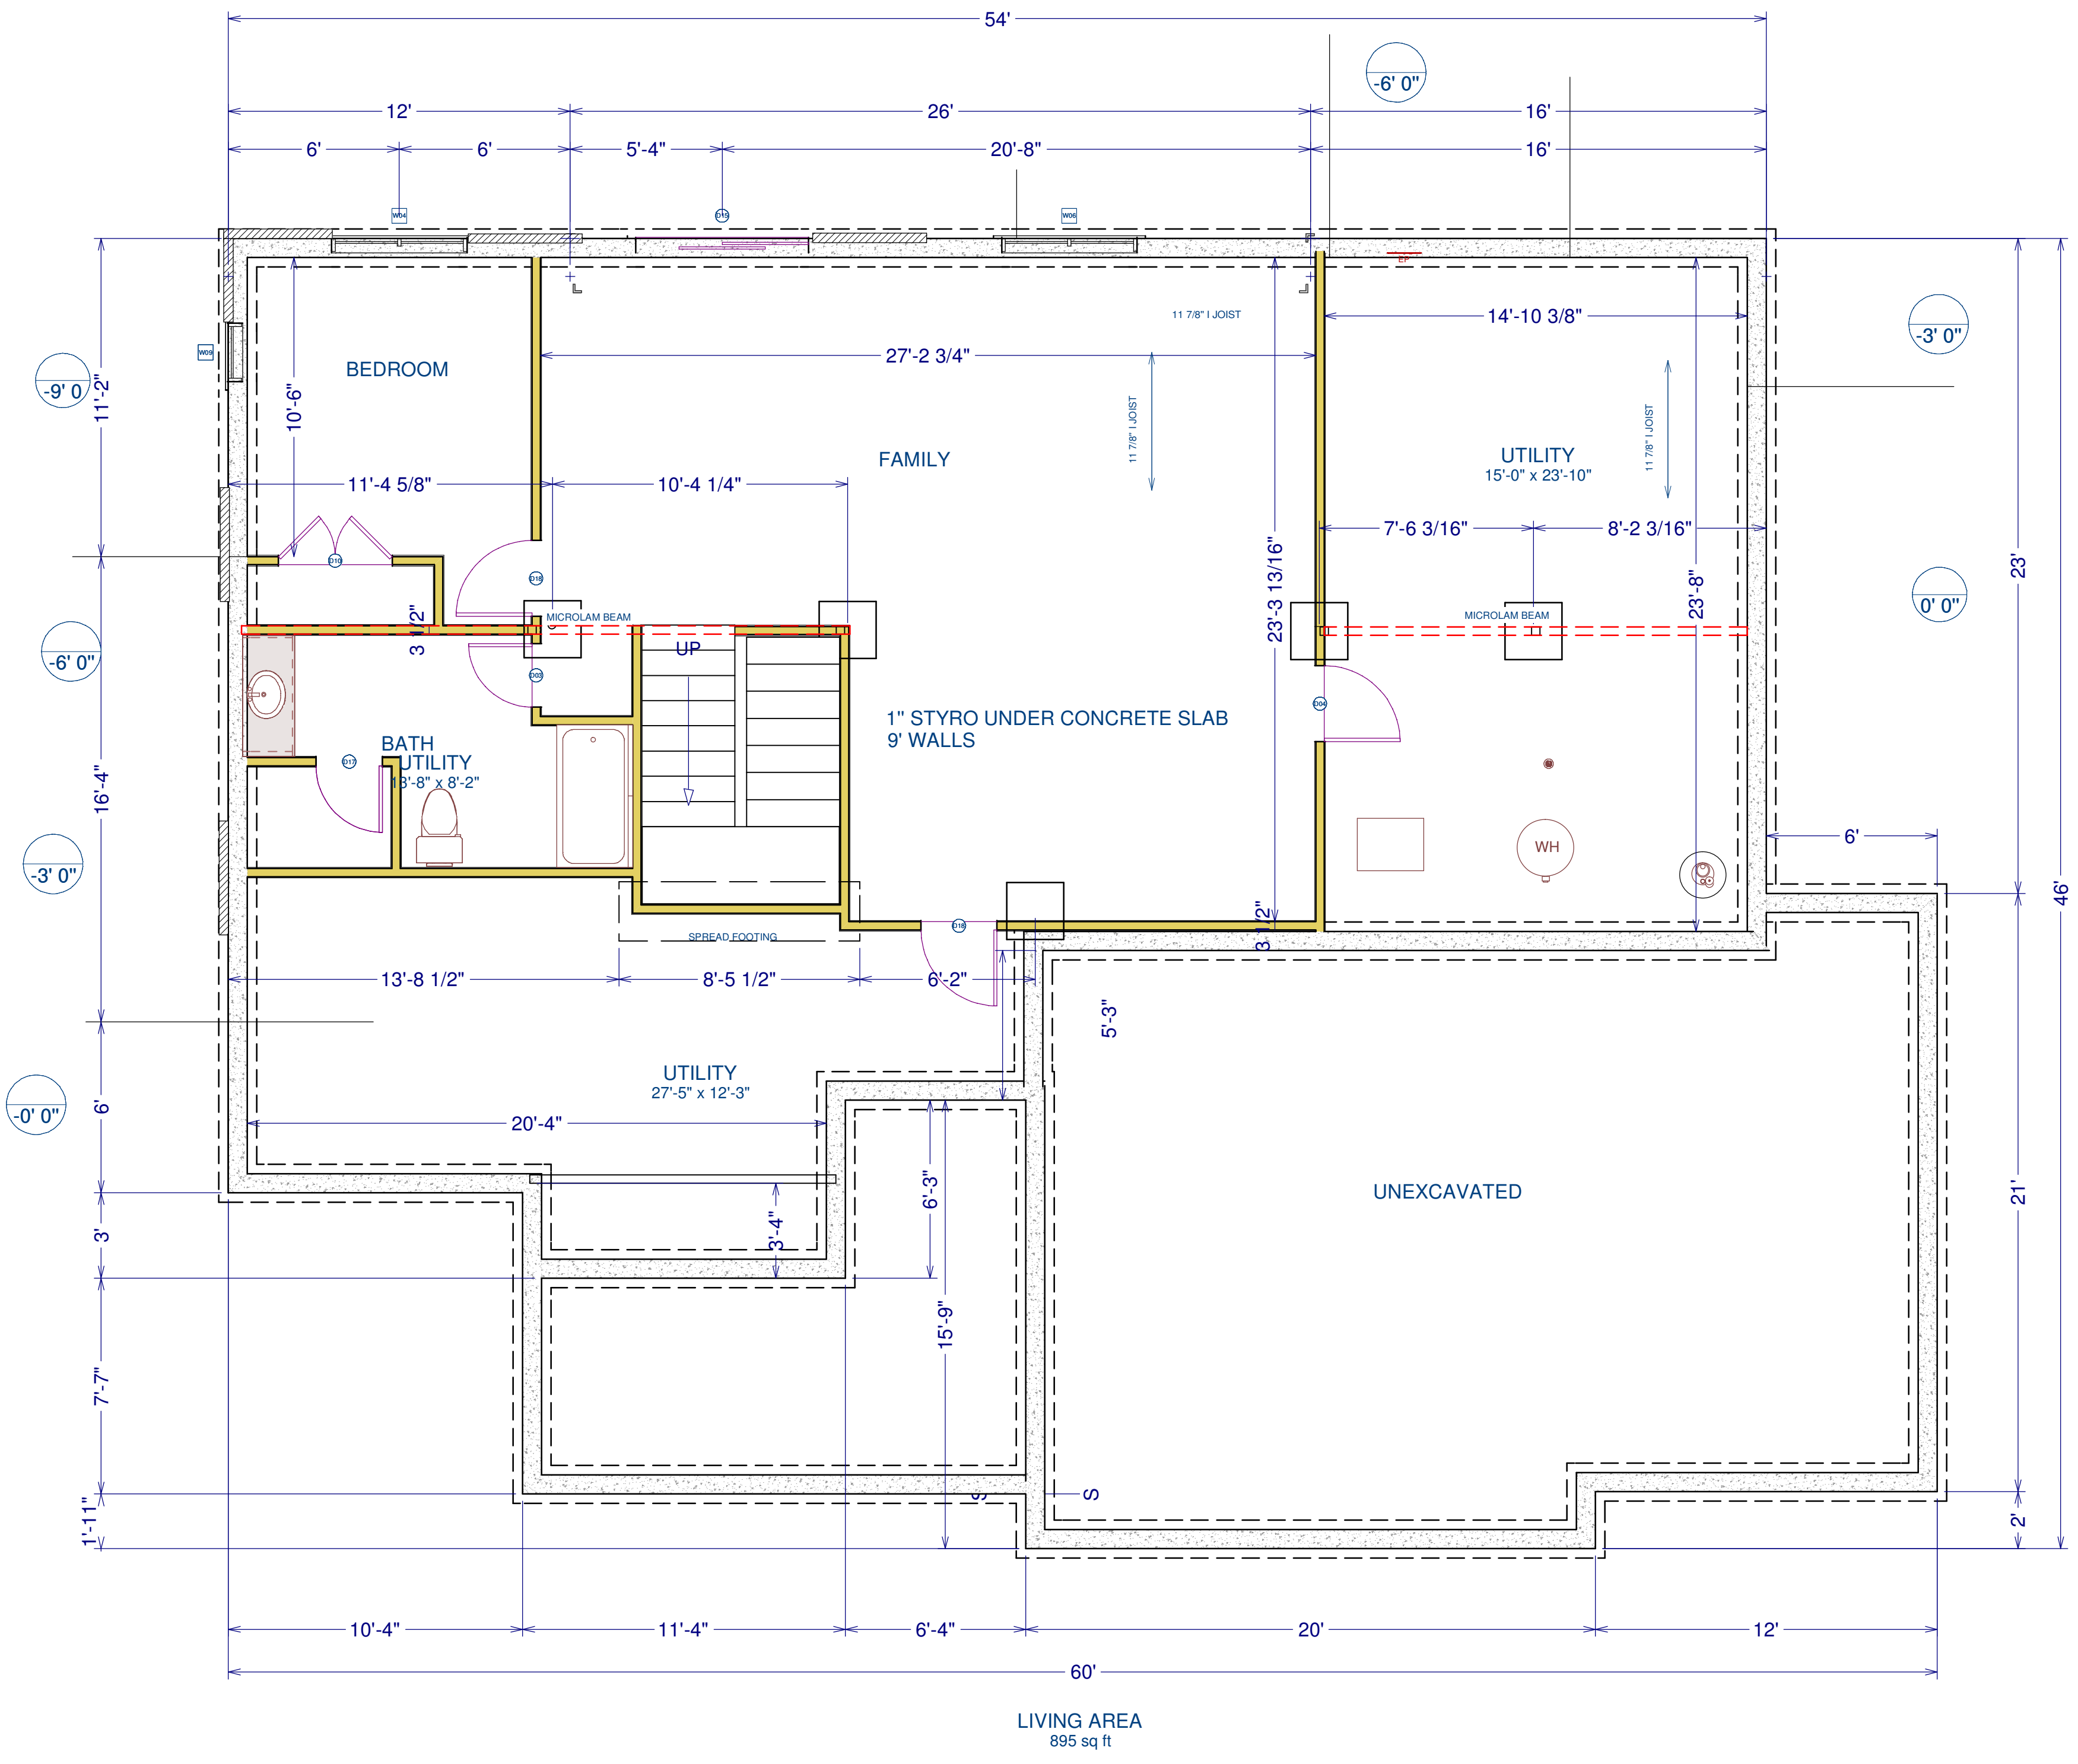 54'
-6' 0"
12'
26'
16'
6'
6'
5'-4"
20'-8"
16'
W04
D15
W06
EP
11 7/8" I JOIST
14'-10 3/8"
-3' 0"
27'-2 3/4"
W09
BEDROOM
-9' 0
11'-2"
10'-6"
11 7/8" I JOIST
11 7/8" I JOIST
FAMILY
UTILITY
15'-0" x 23'-10"
11'-4 5/8"
10'-4 1/4"
7'-6 3/16"
8'-2 3/16"
23'
D10
D18
23'-3 13/16"
23'-8"
0' 0"
3 1/2"
MICROLAM BEAM
MICROLAM BEAM
UP
-6' 0"
D03
D04
46'
1" STYRO UNDER CONCRETE SLAB
9' WALLS
BATH
UTILITY
13'-8" x 8'-2"
D17
16'-4"
WH
6'
-3' 0"
3 1/2"
D18
SPREAD FOOTING
13'-8 1/2"
8'-5 1/2"
6'-2"
5'-3"
UTILITY
27'-5" x 12'-3"
-0' 0"
6'
20'-4"
6'-3"
UNEXCAVATED
21'
3'
3'-4"
15'-9"
7'-7"
S
S
1'-11"
2'
10'-4"
11'-4"
6'-4"
20'
12'
60'
LIVING AREA
895 sq ft